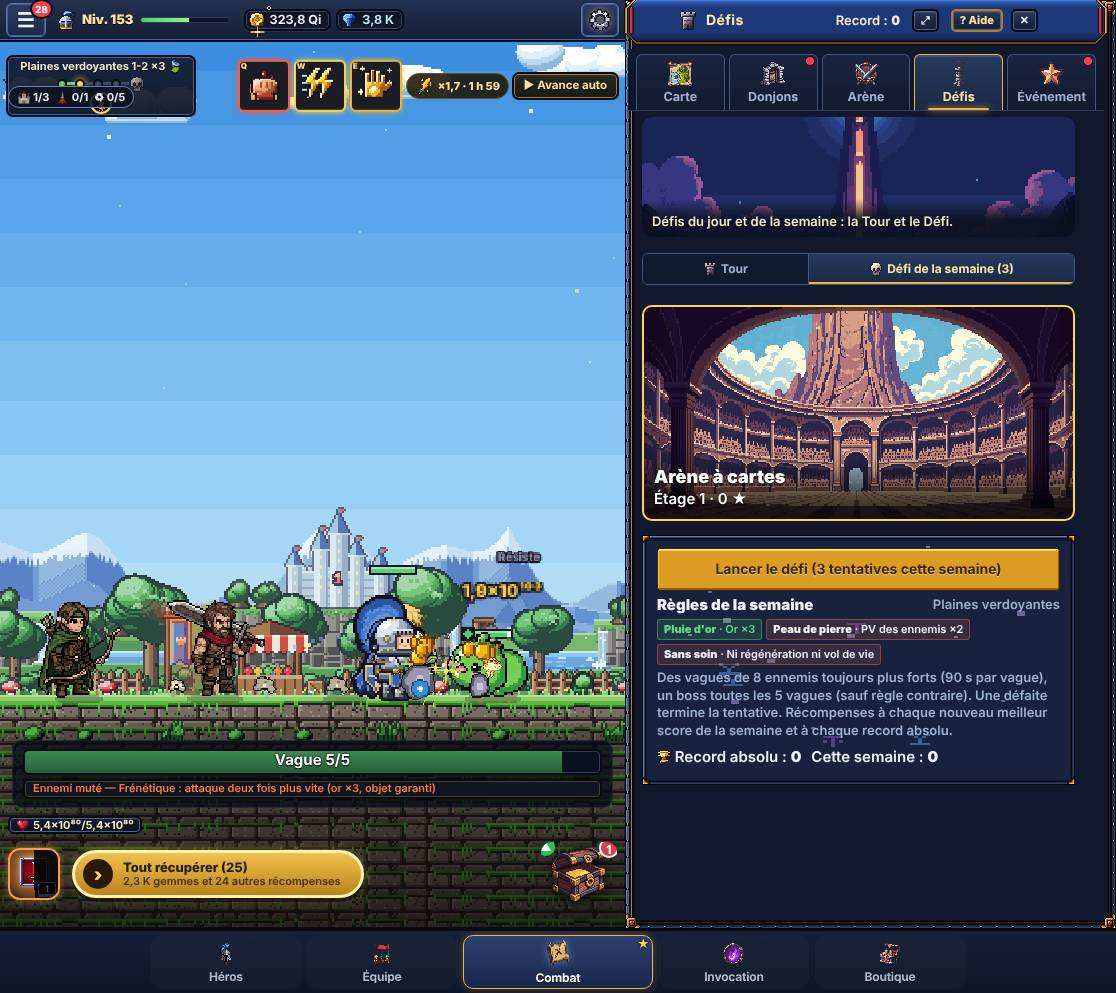 28
Niv. 153
323,8 Qi
3,8 K
Plaines verdoyantes 1-2 ×3
1/3
0/1
0/5
Q
W
E
×1,7 · 1 h 59
Avance auto
Résiste
Vague 5/5
Ennemi muté — Frénétique : attaque deux fois plus vite (or ×3, objet garanti)
5,4×10⁸⁰/5,4×10⁸⁰
1
Tout récupérer (25)
2,3 K gemmes et 24 autres récompenses
1
Défis
Record : 0
? Aide
Carte
Donjons
Arène
Défis
Événement
Défis du jour et de la semaine : la Tour et le Défi.
Tour
Défi de la semaine (3)
Arène à cartes
Étage 1 · 0 ★
Lancer le défi (3 tentatives cette semaine)
Règles de la semaine
Plaines verdoyantes
Pluie d'or · Or ×3
Peau de pierre · PV des ennemis ×2
Sans soin · Ni régénération ni vol de vie
Des vagues de 8 ennemis toujours plus forts (90 s par vague),
un boss toutes les 5 vagues (sauf règle contraire). Une défaite
termine la tentative. Récompenses à chaque nouveau meilleur
score de la semaine et à chaque record absolu.
Record absolu : 0 Cette semaine : 0
Héros
Équipe
Combat
Invocation
Boutique